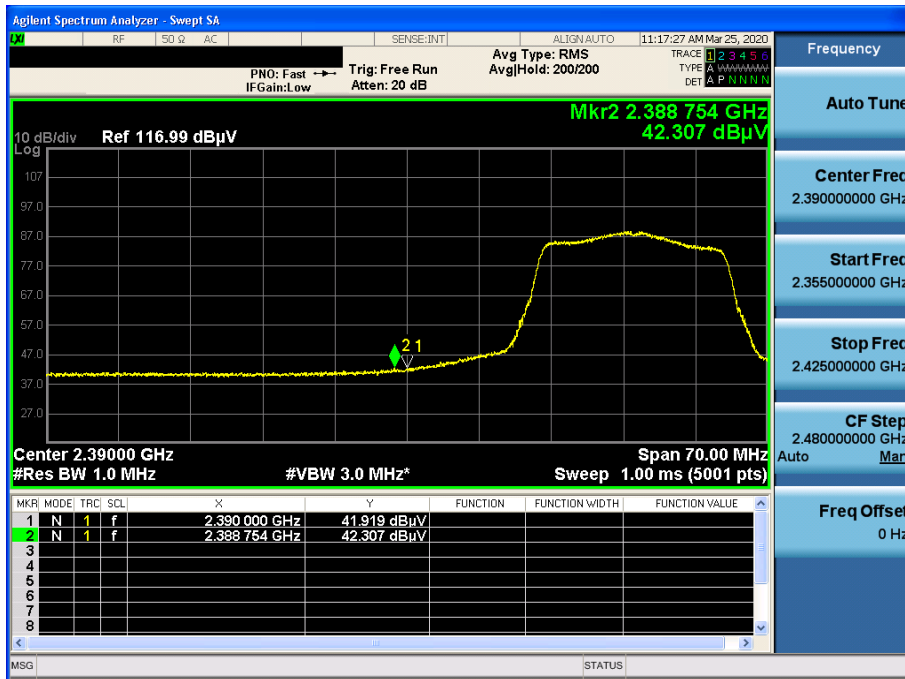 Agilent Spectrum Analyzer - Swept SA
LXI RF 50 Ω AC SENSE:INT ALIGN AUTO 11:17:27 AM Mar 25, 2020
PNO: Fast Trig: Free Run Avg Type: RMS TRACE 1 2 3 4 5 6
IFGain:Low Atten: 20 dB Avg|Hold: 200/200 TYPE A WWWWW
DET A P N N N N
Mkr2 2.388 754 GHz
42.307 dBµV
10 dB/div Ref 116.99 dBµV
Log
107
97.0
87.0
77.0
67.0
57.0
47.0
37.0
27.0
2 1
Center 2.39000 GHz Span 70.00 MHz
#Res BW 1.0 MHz #VBW 3.0 MHz* Sweep 1.00 ms (5001 pts)
MKR MODE TRC SCL X Y FUNCTION FUNCTION WIDTH FUNCTION VALUE
1 N 1 f 2.390 000 GHz 41.919 dBµV
2 N 1 f 2.388 754 GHz 42.307 dBµV
3
4
5
6
7
8
MSG STATUS
Frequency
Auto Tune
Center Freq
2.390000000 GHz
Start Freq
2.355000000 GHz
Stop Freq
2.425000000 GHz
CF Step
2.480000000 GHz
Auto Man
Freq Offset
0 Hz